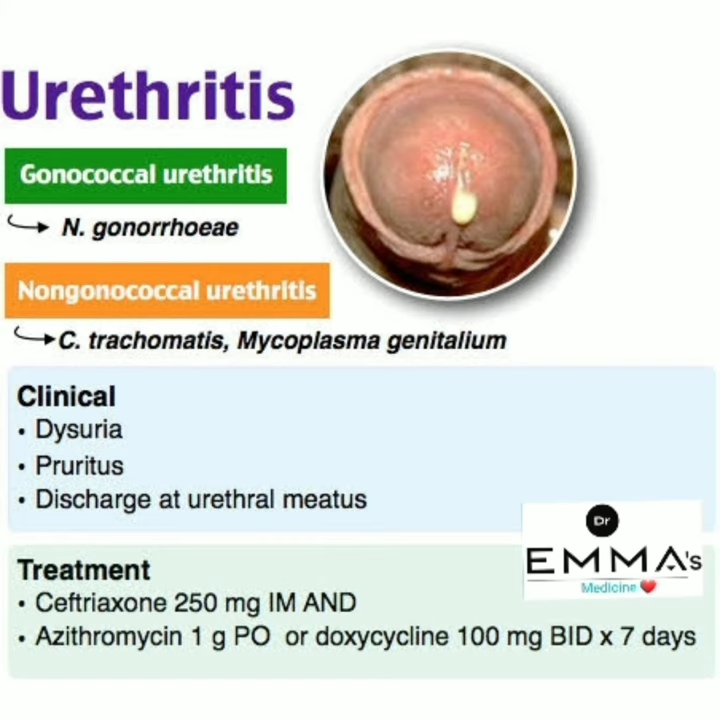 Urethritis
Gonococcal urethritis
N. gonorrhoeae
Nongonococcal urethritis
C. trachomatis, Mycoplasma genitalium
Clinical
• Dysuria
• Pruritus
• Discharge at urethral meatus
Dr
EMMA's
Medicine ❤
Treatment
• Ceftriaxone 250 mg IM AND
• Azithromycin 1 g PO or doxycycline 100 mg BID x 7 days